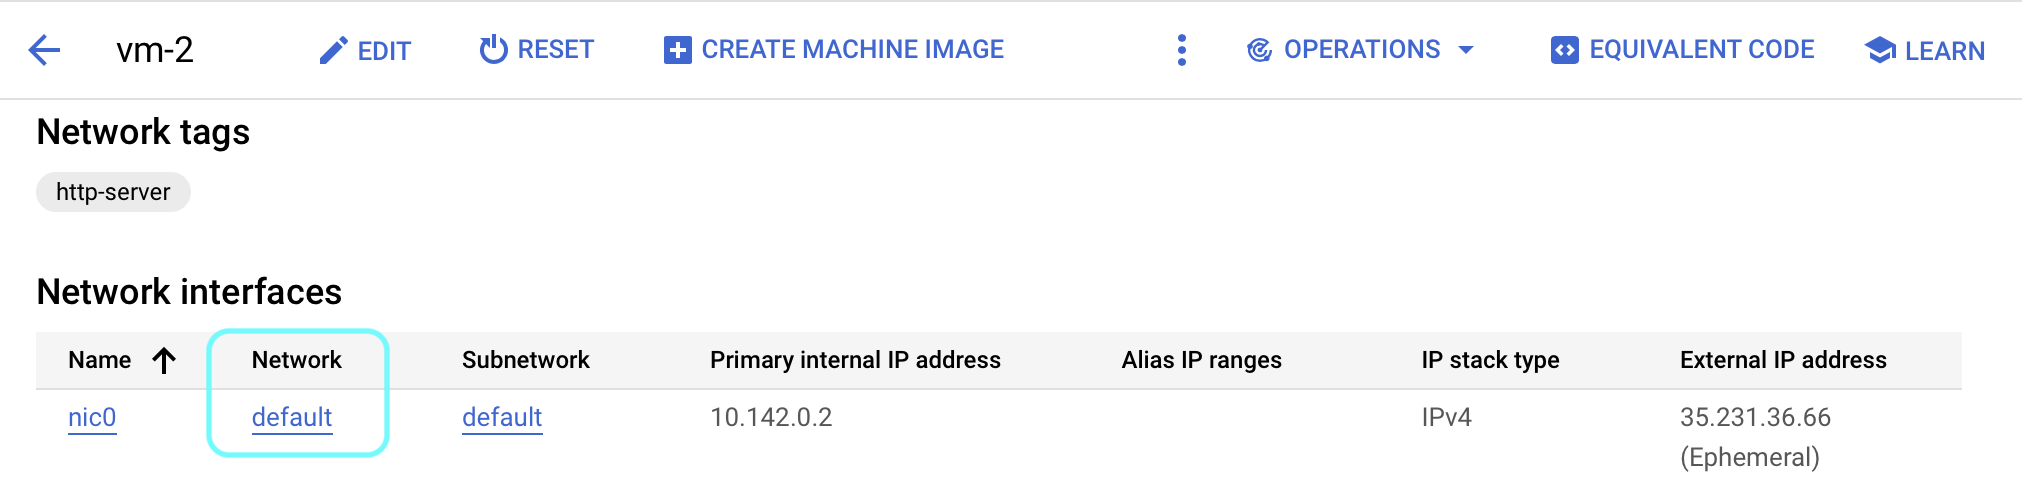 vm-2 EDIT RESET CREATE MACHINE IMAGE OPERATIONS EQUIVALENT CODE LEARN
Network tags
http-server
Network interfaces
Name Network Subnetwork Primary internal IP address Alias IP ranges IP stack type External IP address
nic0 default default 10.142.0.2 IPv4 35.231.36.66
(Ephemeral)